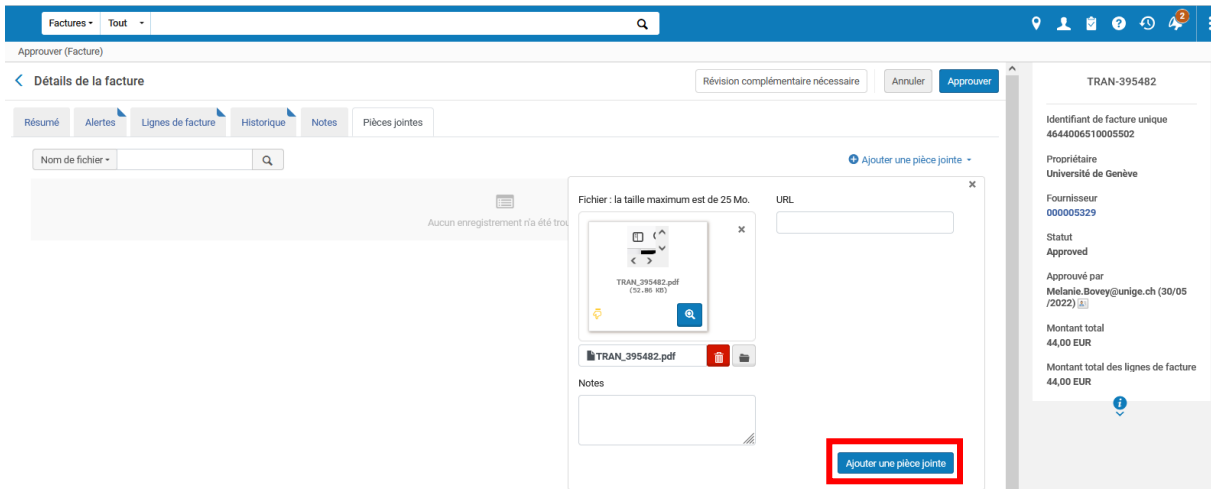 Factures Tout
2
Approuver (Facture)
Détails de la facture
Révision complémentaire nécessaire Annuler Approuver
Résumé Alertes Lignes de facture Historique Notes Pièces jointes
Nom de fichier
Ajouter une pièce jointe
Aucun enregistrement n'a été trou
Fichier : la taille maximum est de 25 Mo.
URL
TRAN_395482.pdf
(52.86 KB)
TRAN_395482.pdf
Notes
Ajouter une pièce jointe
TRAN-395482
Identifiant de facture unique
4644006510005502
Propriétaire
Université de Genève
Fournisseur
000005329
Statut
Approved
Approuvé par
Melanie.Bovey@unige.ch (30/05
/2022)
Montant total
44,00 EUR
Montant total des lignes de facture
44,00 EUR